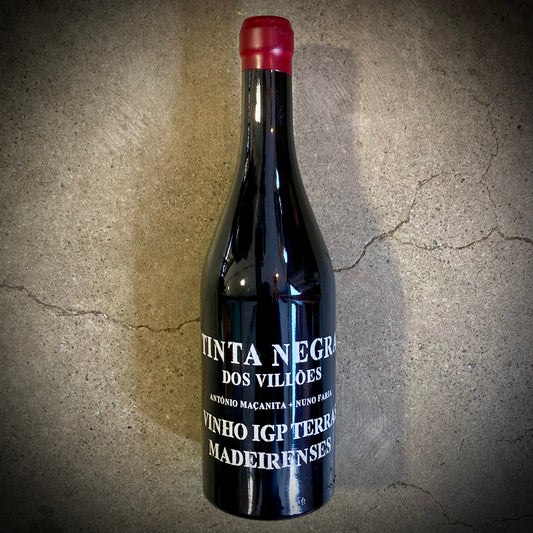 TINTA NEGRA
DOS VILLÕES
ANTÓNIO MAÇANITA + NUNO FARIA
VINHO IGP TERRAS
MADEIRENSES